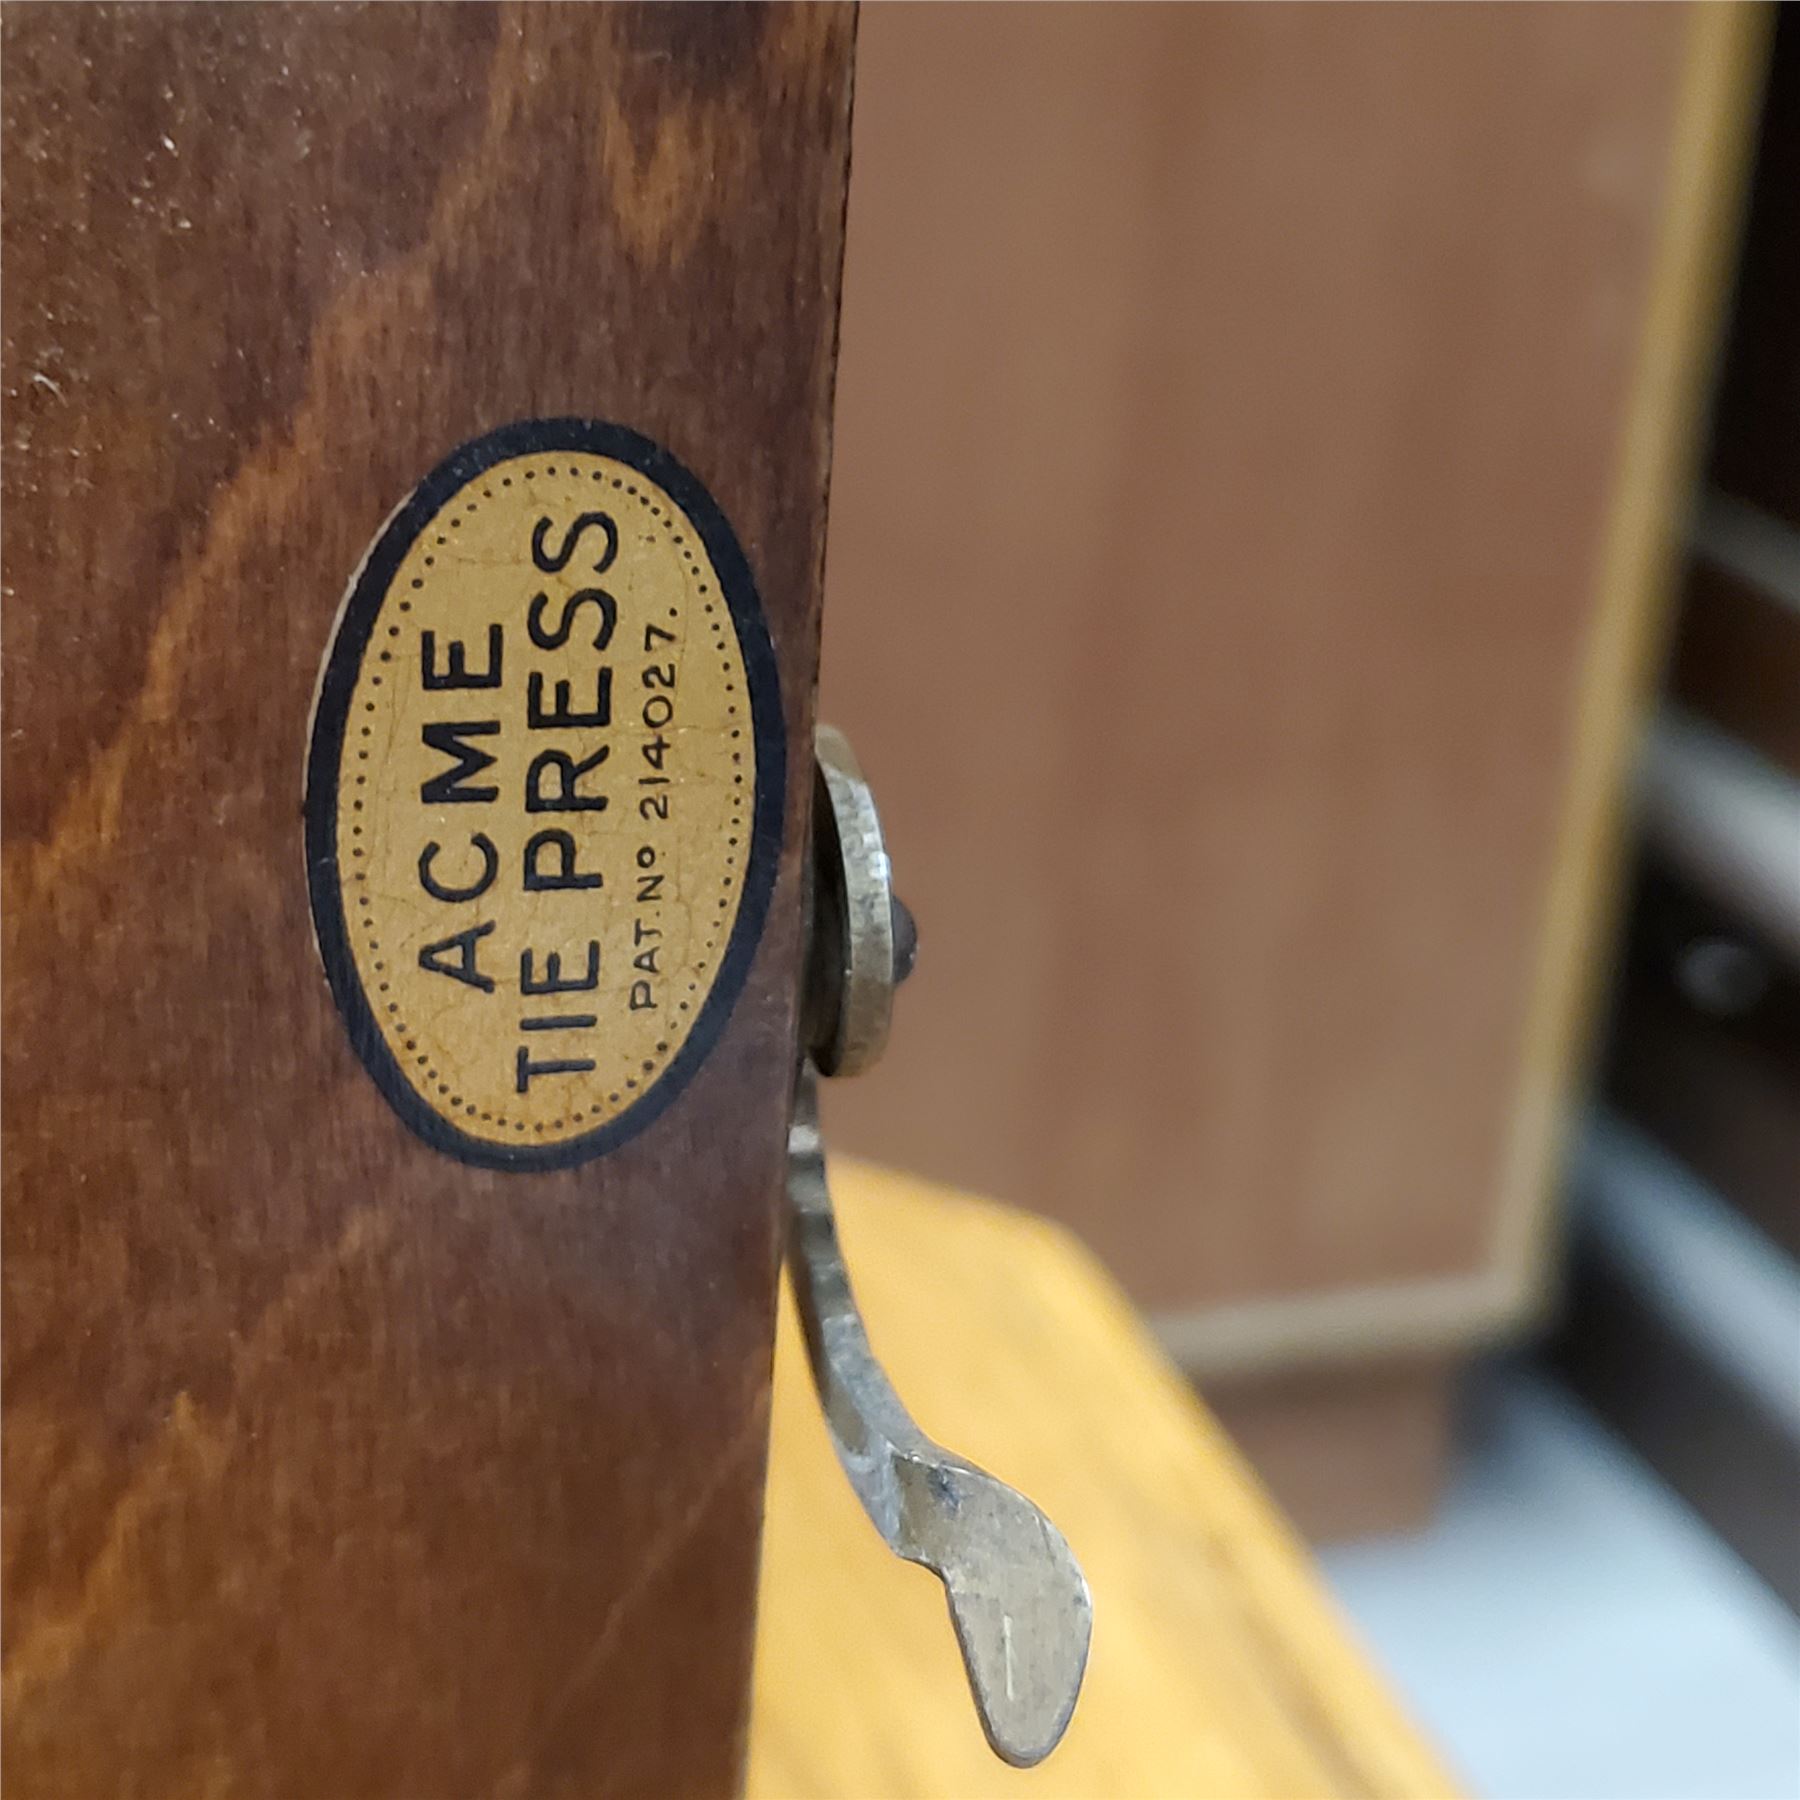 ACME
TIE PRESS
PAT. Nº 214027.